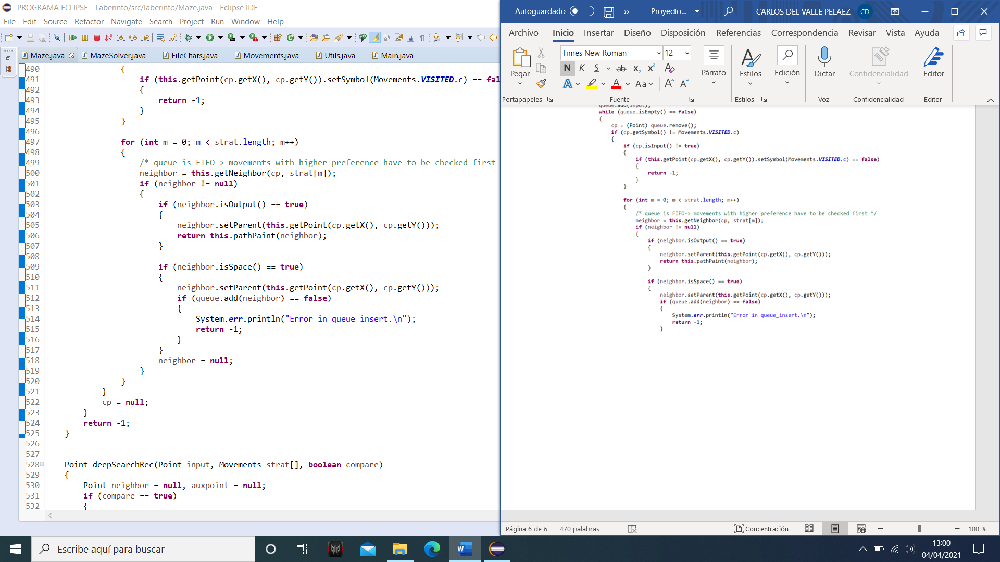 -PROGRAMA ECLIPSE - Laberinto/src/laberinto/Maze.java - Eclipse IDE
File Edit Source Refactor Navigate Search Project Run Window Help
Maze.java MazeSolver.java FileChars.java Movements.java Utils.java Main.java
490 {
491 if (this.getPoint(cp.getX(), cp.getY()).setSymbol(Movements.VISITED.c) == fal
492 {
493 return -1;
494 }
495 }
496
497 for (int m = 0; m < strat.length; m++)
498 {
499 /* queue is FIFO-> movements with higher preference have to be checked first
500 neighbor = this.getNeighbor(cp, strat[m]);
501 if (neighbor != null)
502 {
503 if (neighbor.isOutput() == true)
504 {
505 neighbor.setParent(this.getPoint(cp.getX(), cp.getY()));
506 return this.pathPaint(neighbor);
507 }
508
509 if (neighbor.isSpace() == true)
510 {
511 neighbor.setParent(this.getPoint(cp.getX(), cp.getY()));
512 if (queue.add(neighbor) == false)
513 {
514 System.err.println("Error in queue_insert.\n");
515 return -1;
516 }
517 }
518 neighbor = null;
519 }
520 }
521 }
522 cp = null;
523 }
524 return -1;
525 }
526
527
528 Point deepSearchRec(Point input, Movements strat[], boolean compare)
529 {
530 Point neighbor = null, auxpoint = null;
531 if (compare == true)
532 {
Autoguardado Proyecto... CARLOS DEL VALLE PELAEZ CD
Archivo Inicio Insertar Diseño Disposición Referencias Correspondencia Revisar Vista Ayuda
Times New Roman 12
N K S ab x2 x2 A
A A Aa A A
Pegar Párrafo Estilos Edición Dictar Confidencialidad Editor
Portapapeles Fuente Estilos Voz Confidencialidad Editor
queue.add(input);
while (queue.isEmpty() == false)
{
cp = (Point) queue.remove();
if (cp.getSymbol() != Movements.VISITED.c)
{
if (cp.isInput() != true)
{
if (this.getPoint(cp.getX(), cp.getY()).setSymbol(Movements.VISITED.c) == false)
{
return -1;
}
}
for (int m = 0; m < strat.length; m++)
{
/* queue is FIFO-> movements with higher preference have to be checked first */
neighbor = this.getNeighbor(cp, strat[m]);
if (neighbor != null)
{
if (neighbor.isOutput() == true)
{
neighbor.setParent(this.getPoint(cp.getX(), cp.getY()));
return this.pathPaint(neighbor);
}
if (neighbor.isSpace() == true)
{
neighbor.setParent(this.getPoint(cp.getX(), cp.getY()));
if (queue.add(neighbor) == false)
{
System.err.println("Error in queue_insert.\n");
return -1;
}
Página 6 de 6 470 palabras Concentración 100 %
Escribe aquí para buscar
13:00
04/04/2021